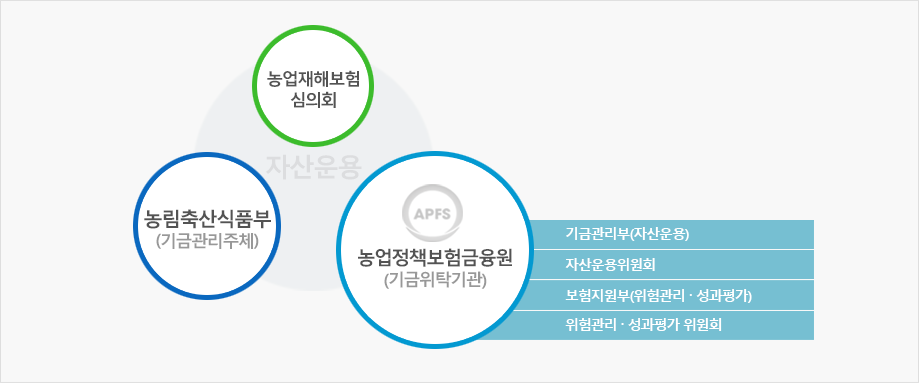 농업재해보험
심의회
자산운용
농림축산식품부
(기금관리주체)
APFS
농업정책보험금융원
(기금위탁기관)
기금관리부(자산운용)
자산운용위원회
보험지원부(위험관리 · 성과평가)
위험관리 · 성과평가 위원회